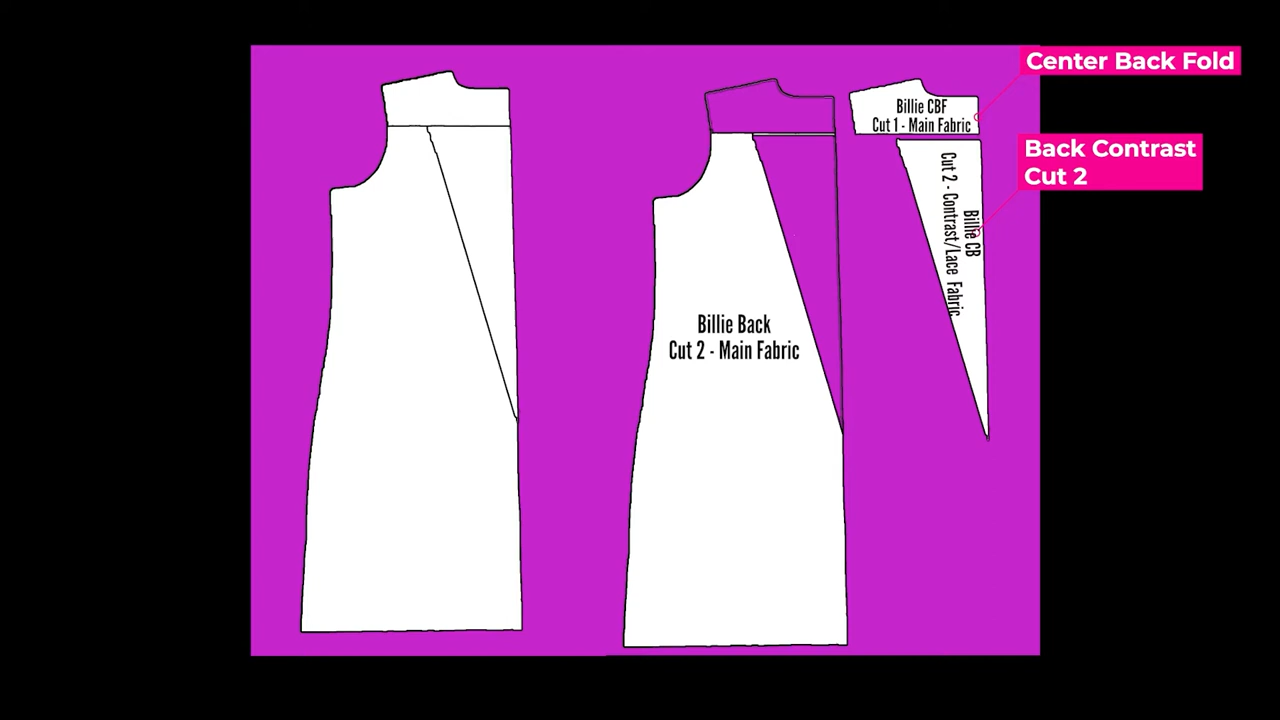 Center Back Fold
Billie CBF
Cut 1 - Main Fabric
Back Contrast
Cut 2
Billie CB
Cut 2 - Contrast/Lace Fabric
Billie Back
Cut 2 - Main Fabric